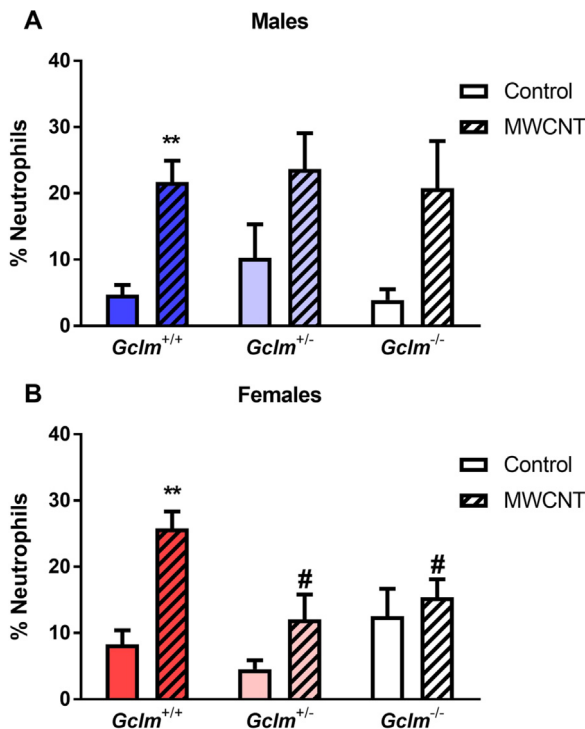 A
Males
% Neutrophils
40
30
20
10
0
**
Control
MWCNT
Gclm+/+
Gclm+/-
Gclm-/-
B
Females
% Neutrophils
40
30
20
10
0
**
#
#
Control
MWCNT
Gclm+/+
Gclm+/-
Gclm-/-